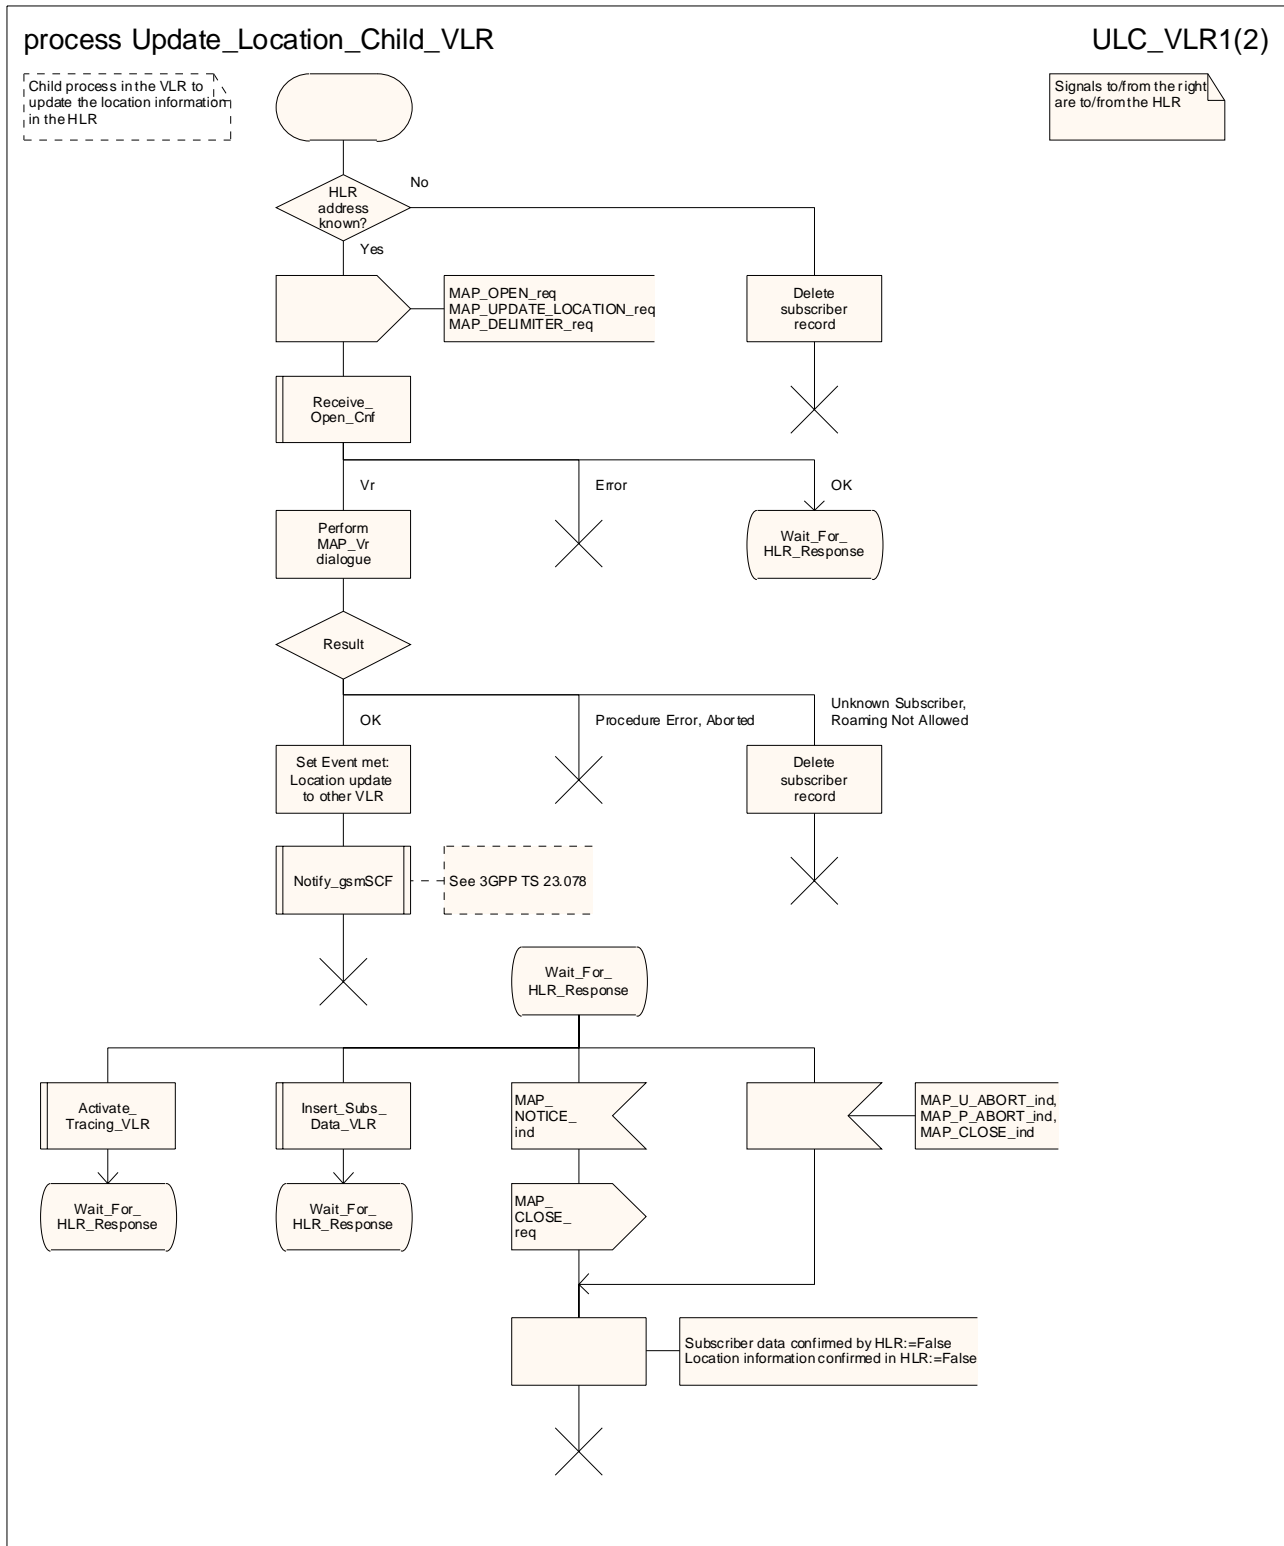 process Update_Location_Child_VLR
ULC_VLR1(2)
Child process in the VLR to
update the location information
in the HLR
Signals to/from the right
are to/from the HLR
HLR
address
known?
No
Yes
MAP_OPEN_req
MAP_UPDATE_LOCATION_req
MAP_DELIMITER_req
Delete
subscriber
record
Receive_
Open_Cnf
Vr
Error
OK
Perform
MAP_Vr
dialogue
Wait_For_
HLR_Response
Result
OK
Procedure Error, Aborted
Unknown Subscriber,
Roaming Not Allowed
Set Event met:
Location update
to other VLR
Delete
subscriber
record
Notify_gsmSCF
See 3GPP TS 23.078
Wait_For_
HLR_Response
Activate_
Tracing_VLR
Insert_Subs_
Data_VLR
MAP_
NOTICE_
ind
MAP_U_ABORT_ind,
MAP_P_ABORT_ind,
MAP_CLOSE_ind
Wait_For_
HLR_Response
Wait_For_
HLR_Response
MAP_
CLOSE_
req
Subscriber data confirmed by HLR:=False
Location information confirmed in HLR:=False